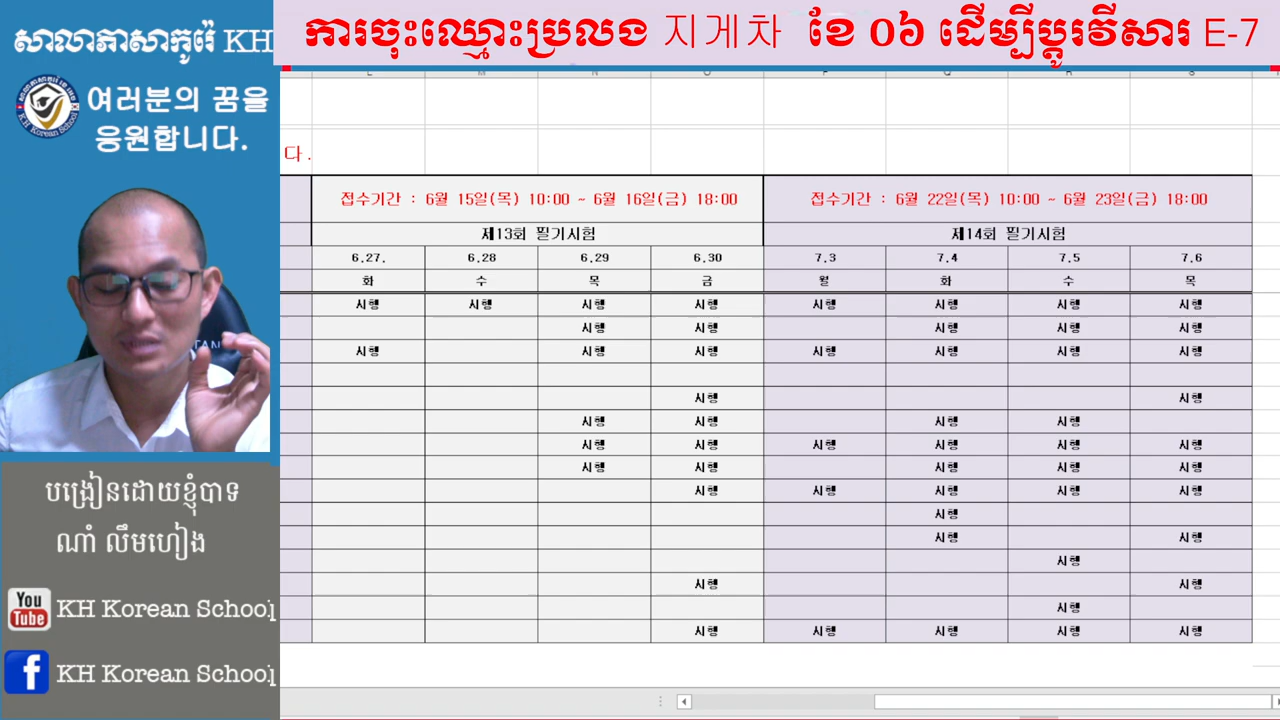 សាលាភាសាកូរ៉េ KH
ការចុះឈ្មោះប្រលង 지게차 ខែ ០៦ ដើម្បីប្តូរវីសារ E-7
KH Korean School
여러분의 꿈을
응원합니다.
다.
접수기간 : 6월 15일(목) 10:00 ~ 6월 16일(금) 18:00 접수기간 : 6월 22일(목) 10:00 ~ 6월 23일(금) 18:00
제13회 필기시험 제14회 필기시험
6.27. 6.28 6.29 6.30 7.3 7.4 7.5 7.6
화 수 목 금 월 화 수 목
시행 시행 시행 시행 시행 시행 시행 시행
시행 시행 시행 시행 시행
시행 시행 시행 시행 시행 시행 시행
시행 시행
시행 시행 시행 시행
시행 시행 시행 시행 시행 시행
시행 시행 시행 시행 시행
시행 시행 시행 시행 시행
시행
시행 시행
시행
시행 시행
시행
시행 시행 시행 시행 시행
បង្រៀនដោយខ្ញុំបាទ
ណាំ លឹមហៀង
You Tube KH Korean School
f KH Korean School